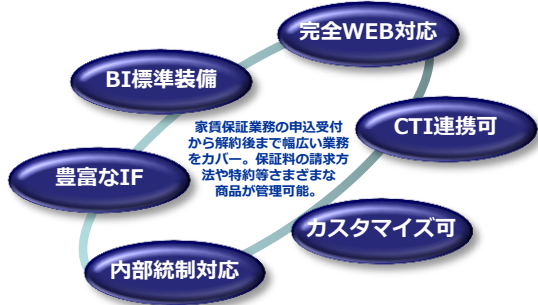 完全WEB対応
BI標準装備
CTI連携可
家賃保証業務の申込受付
から解約後まで幅広い業務
をカバー。保証料の請求方
法や特約等さまざまな
商品が管理可能。
豊富なIF
カスタマイズ可
内部統制対応